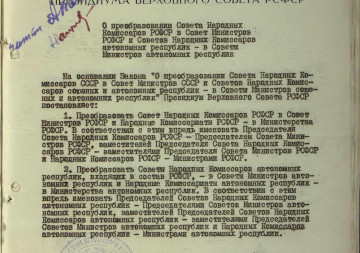 ПРЕЗИДИУМА ВЕРХОВНОГО СОВЕТА РСФСР
О преобразовании Совета Народных
Комиссаров РСФСР в Совет Министров
РСФСР и Советов Народных Комиссаров
автономных республик - в Советы
Министров автономных республик
На основании Закона "О преобразовании Совета Народных Ко-
миссаров СССР в Совет Министров СССР и Советов Народных Комис-
саров союзных и автономных республик - в Советы Министров союз-
ных и автономных республик" Президиум Верховного Совета РСФСР
постановляет:
1. Преобразовать Совет Народных Комиссаров РСФСР в Совет
Министров РСФСР и Народные Комиссариаты РСФСР - в Министерства
РСФСР. В соответствии с этим впредь именовать Председателя
Совета Народных Комиссаров РСФСР - Председателем Совета Минис-
тров РСФСР, заместителей Председателя Совета Народных Комис-
саров РСФСР - заместителями Председателя Совета Министров РСФСР
и Народных Комиссаров РСФСР - Министрами РСФСР.
2. Преобразовать Советы Народных Комиссаров автономных
республик, входящих в состав РСФСР, - в Советы Министров авто-
номных республик и Народные Комиссариаты автономных республик -
в Министерства автономных республик. В соответствии с этим
впредь именовать Председателей Советов Народных Комиссаров
автономных республик - Председателями Советов Министров авто-
номных республик, заместителей Председателей Советов Народных
Комиссаров автономных республик - заместителями Председателей
Советов Министров автономных республик и Народных Комиссаров
автономных республик - Министрами автономных республик.